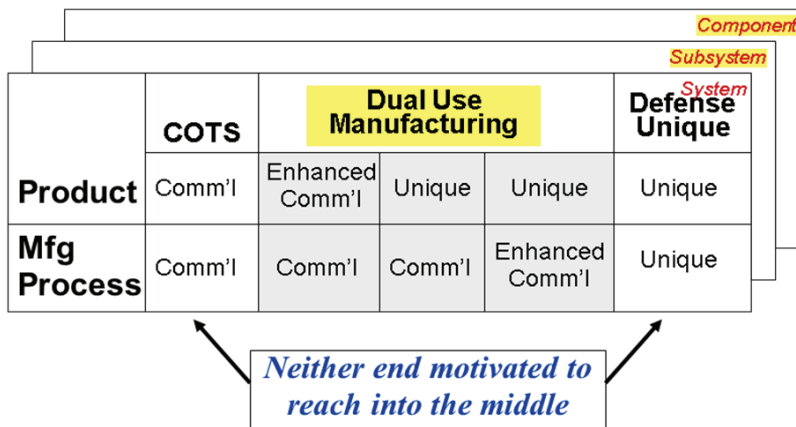 Component
Subsystem
System
COTS
Dual Use
Manufacturing
Defense
Unique
Product
Comm'l
Enhanced
Comm'l
Unique
Unique
Unique
Mfg
Process
Comm'l
Comm'l
Comm'l
Enhanced
Comm'l
Unique
Neither end motivated to
reach into the middle